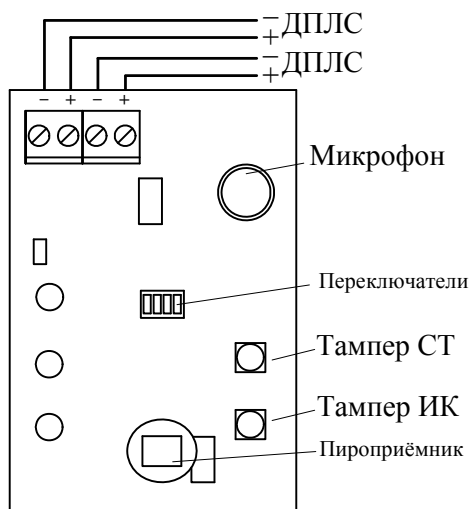 − ДПЛС
+
− ДПЛС
+
− + − +
Микрофон
Переключатели
Тампер СТ
Тампер ИК
Пироприёмник